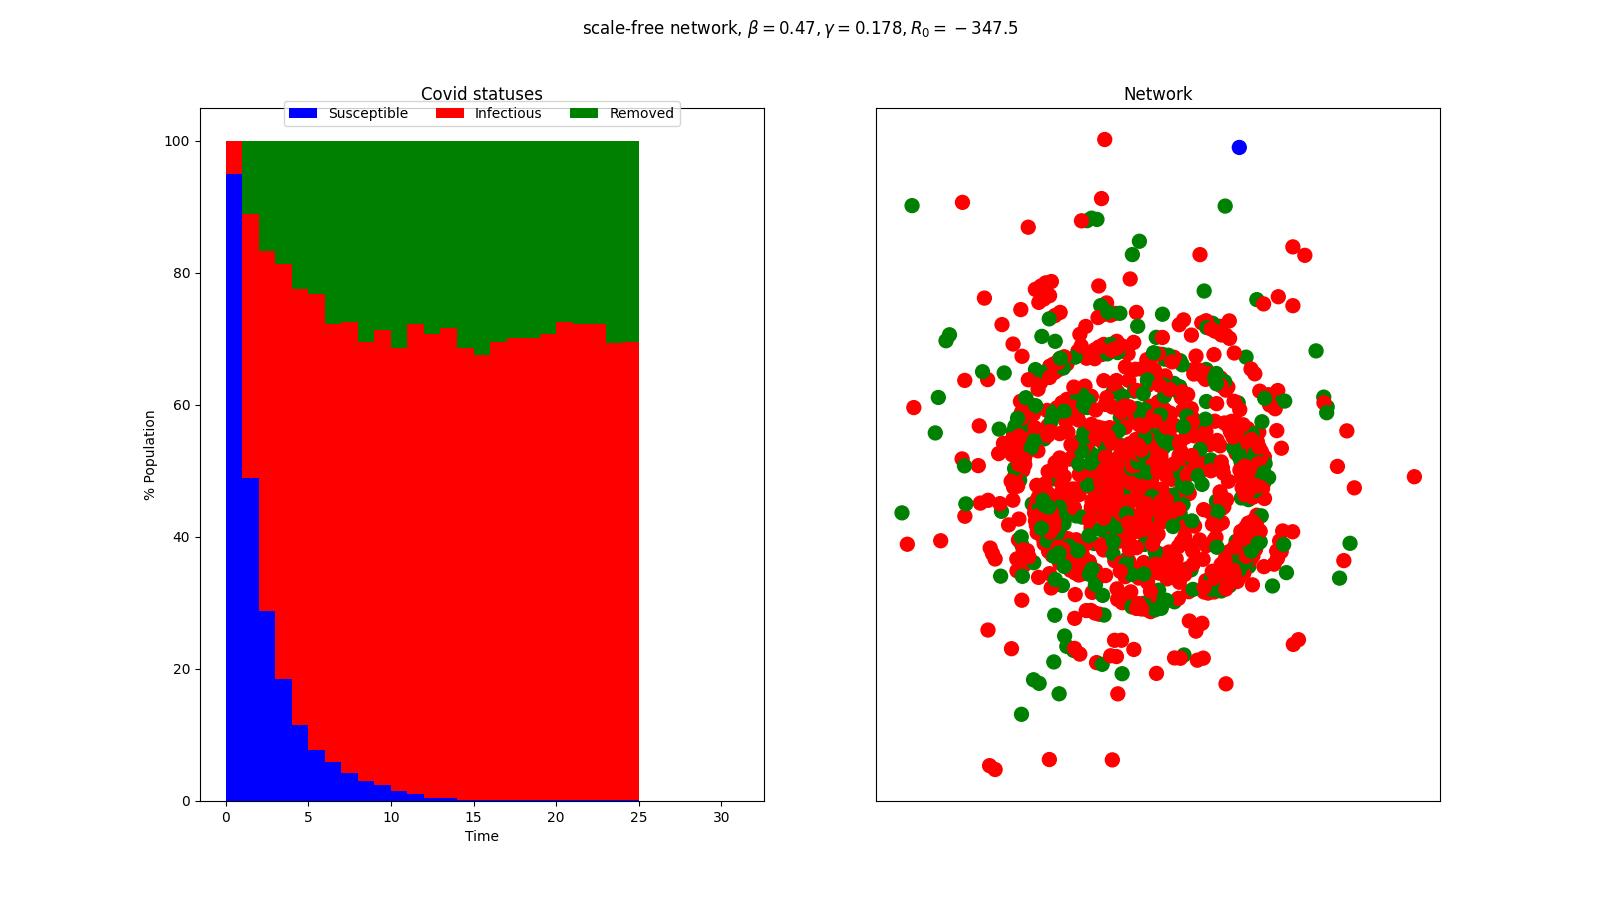 scale-free network, β = 0.47, γ = 0.178, R₀ = −347.5
Covid statuses
Susceptible Infectious Removed
100
80
60
40
20
0
% Population
0 5 10 15 20 25 30
Time
Network